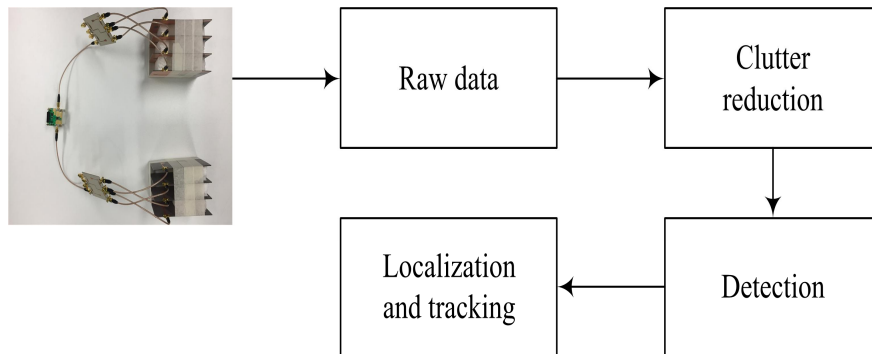 Raw data
Clutter
reduction
Detection
Localization
and tracking